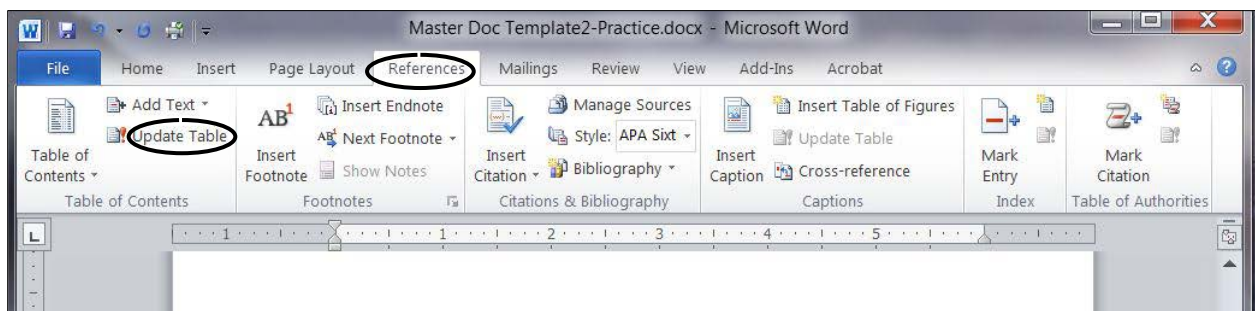 W Master Doc Template2-Practice.docx - Microsoft Word X
File Home Insert Page Layout References Mailings Review View Add-Ins Acrobat ?
Table of Contents
Add Text
Update Table
Table of Contents
AB1 Insert Footnote
Insert Endnote
AB1 Next Footnote
Show Notes
Footnotes
Insert Citation
Manage Sources
Style: APA Sixt
Bibliography
Citations & Bibliography
Insert Caption
Insert Table of Figures
Update Table
Cross-reference
Captions
Mark Entry
Index
Mark Citation
Table of Authorities
L 1 1 2 3 4 5